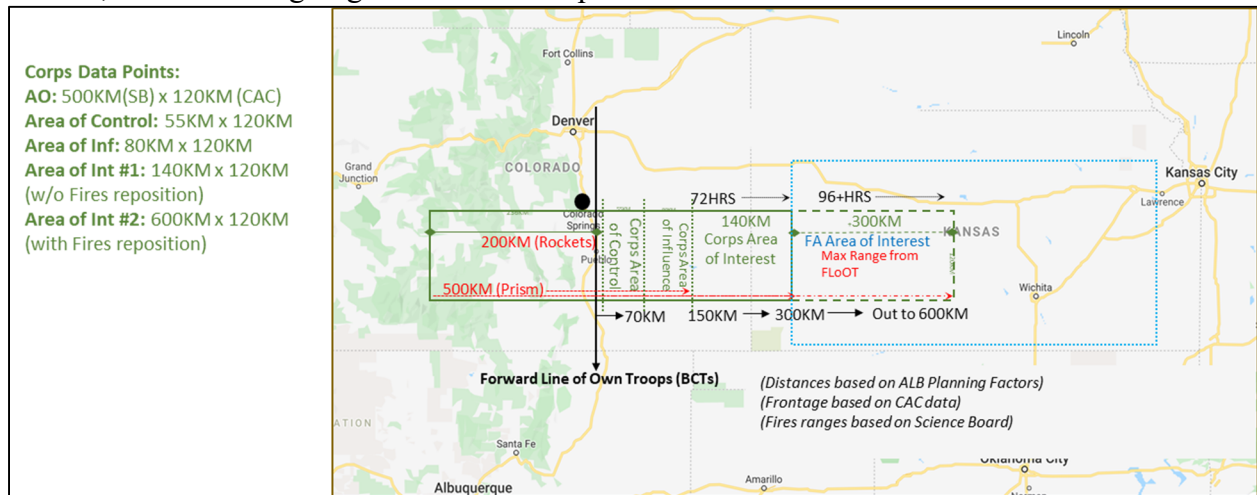 Corps Data Points:
AO: 500KM(SB) x 120KM (CAC)
Area of Control: 55KM x 120KM
Area of Inf: 80KM x 120KM
Area of Int #1: 140KM x 120KM
(w/o Fires reposition)
Area of Int #2: 600KM x 120KM
(with Fires reposition)
Lincoln
Fort Collins
Denver
Grand
Junction
COLORADO
Kansas City
Lawrence
72HRS
96+HRS
Colorado
Springs
200KM (Rockets)
Pueblo
Corps Area
of Control
Corps Area
of Influence
140KM
Corps Area
of Interest
300KM
KANSAS
FA Area of Interest
Max Range from
FLoOT
500KM (Prism)
Wichita
70KM
150KM
300KM
Out to 600KM
Forward Line of Own Troops (BCTs)
(Distances based on ALB Planning Factors)
(Frontage based on CAC data)
(Fires ranges based on Science Board)
ATION
Santa Fe
Albuquerque
Amarillo
Oklahoma City